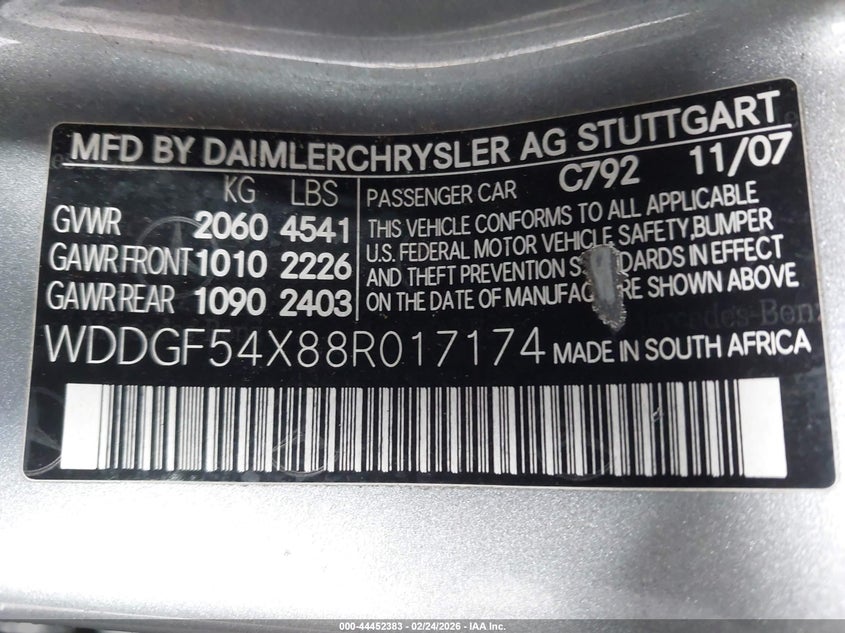 MFD BY DAIMLERCHRYSLER AG STUTTGART
KG LBS
GVWR 2060 4541
GAWR FRONT 1010 2226
GAWR REAR 1090 2403
C792 11/07
PASSENGER CAR
THIS VEHICLE CONFORMS TO ALL APPLICABLE
U.S. FEDERAL MOTOR VEHICLE SAFETY,BUMPER
AND THEFT PREVENTION IN EFFECT
ON THE DATE OF SHOWN ABOVE
Mercedes-Benz
WDDGF54X88R017174 MADE IN SOUTH AFRICA
000-44452383 - 02/24/2026 - IAA Inc.